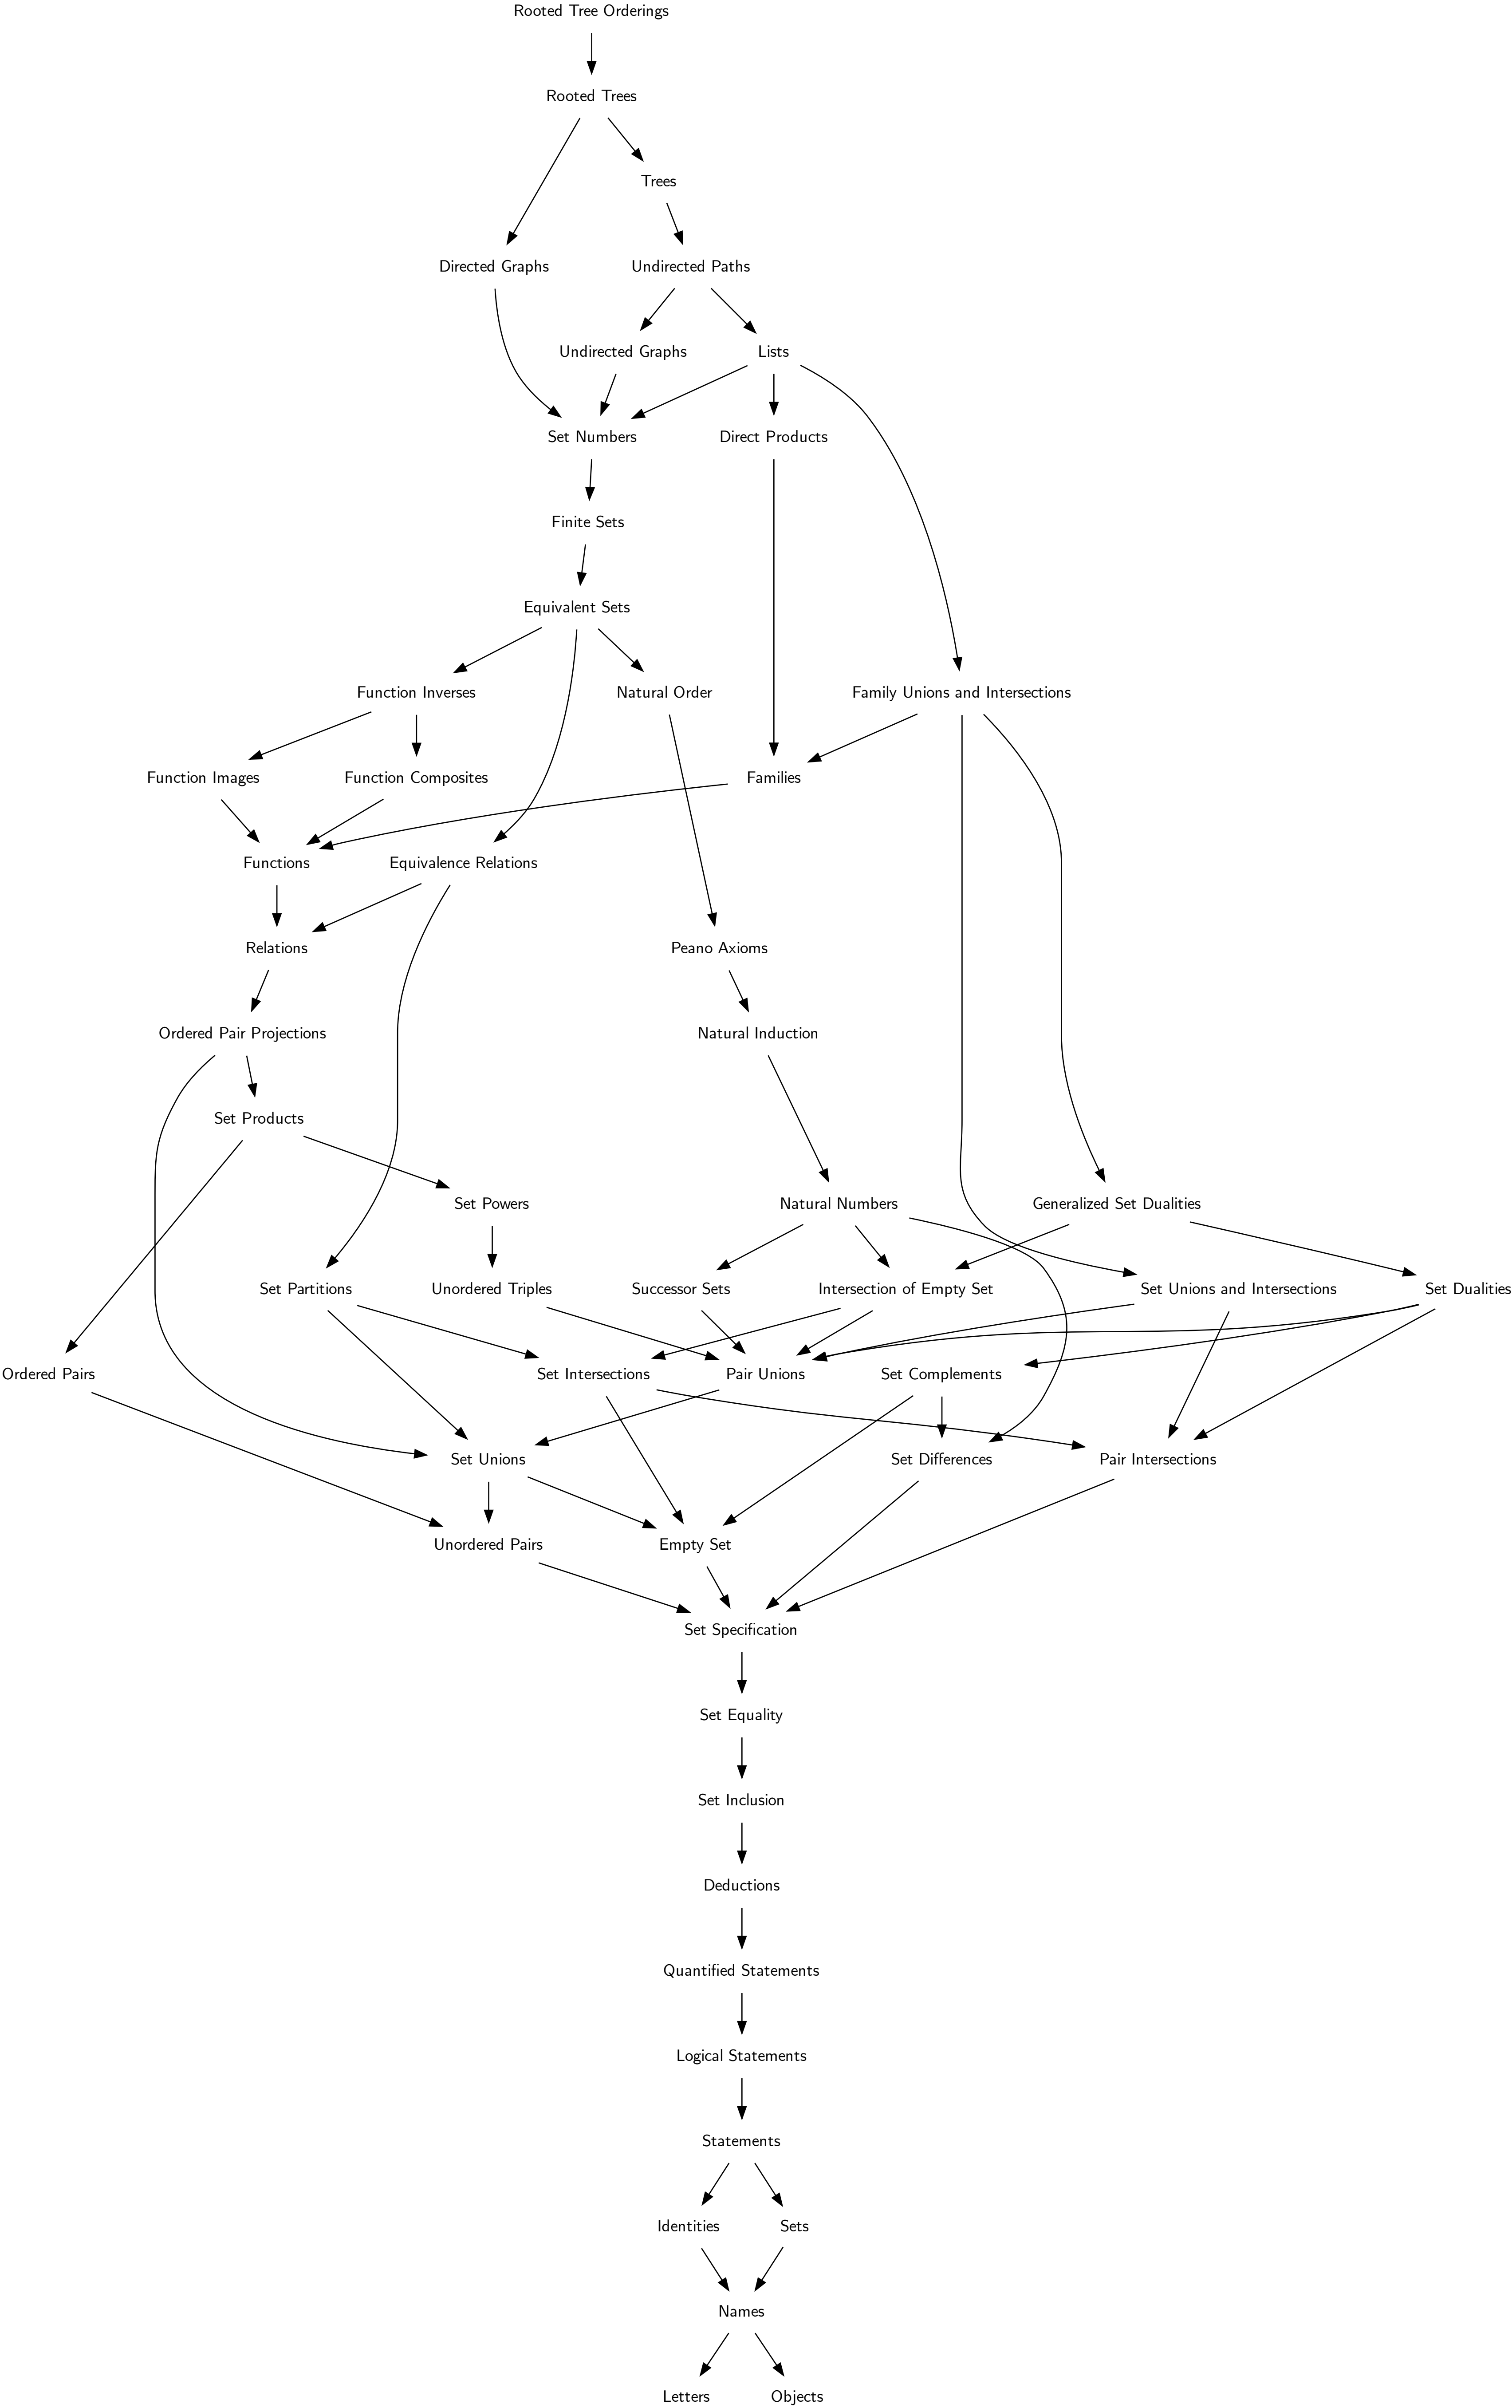 Rooted Tree Orderings
Rooted Trees
Trees
Directed Graphs
Undirected Paths
Undirected Graphs
Lists
Set Numbers
Direct Products
Finite Sets
Equivalent Sets
Function Inverses
Natural Order
Family Unions and Intersections
Function Images
Function Composites
Families
Functions
Equivalence Relations
Relations
Peano Axioms
Ordered Pair Projections
Natural Induction
Set Products
Set Powers
Natural Numbers
Generalized Set Dualities
Set Partitions
Unordered Triples
Successor Sets
Intersection of Empty Set
Set Unions and Intersections
Set Dualities
Ordered Pairs
Set Intersections
Pair Unions
Set Complements
Set Unions
Set Differences
Pair Intersections
Unordered Pairs
Empty Set
Set Specification
Set Equality
Set Inclusion
Deductions
Quantified Statements
Logical Statements
Statements
Identities
Sets
Names
Letters
Objects